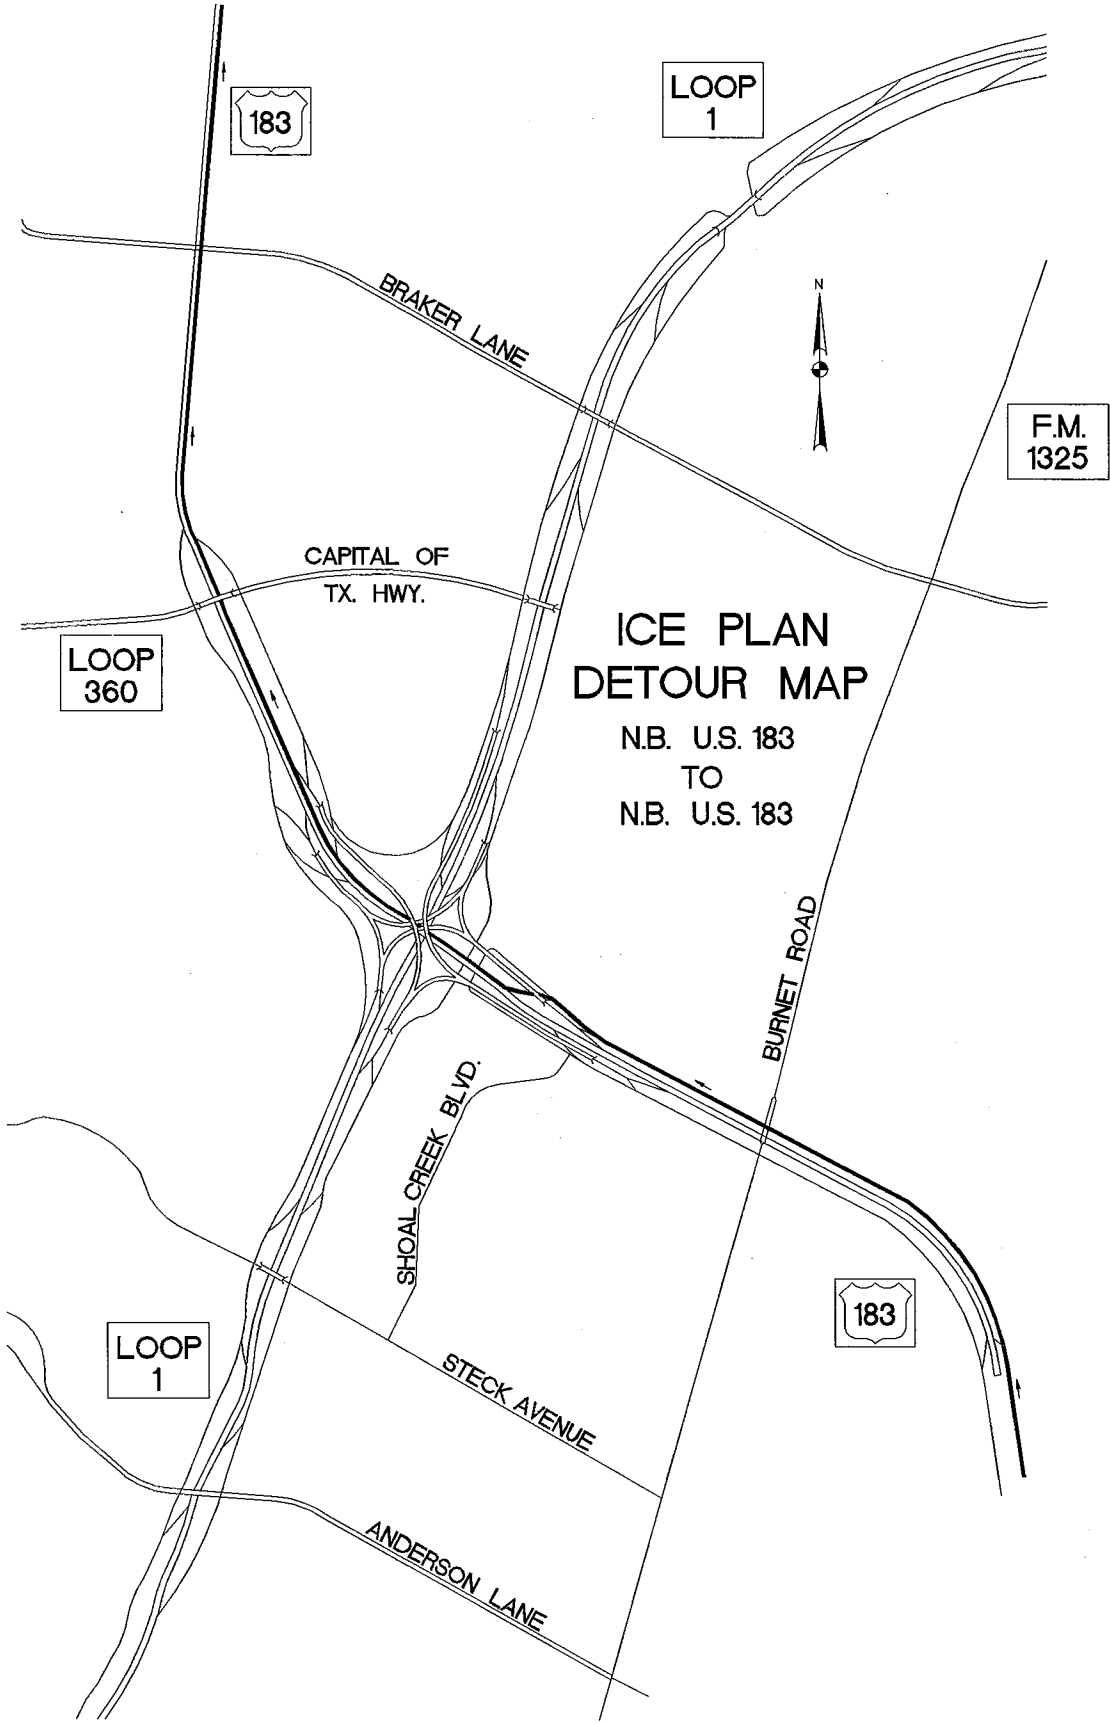 183
LOOP
1
N
BRAKER LANE
F.M.
1325
CAPITAL OF
TX. HWY.
LOOP
360
ICE PLAN
DETOUR MAP
N.B. U.S. 183
TO
N.B. U.S. 183
BURNET ROAD
SHOAL CREEK BLVD.
183
LOOP
1
STECK AVENUE
ANDERSON LANE